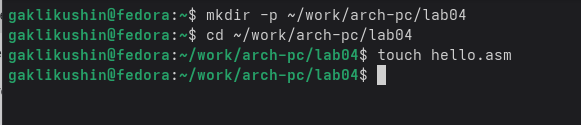 gaklikushin@fedora:~$ mkdir -p ~/work/arch-pc/lab04
gaklikushin@fedora:~$ cd ~/work/arch-pc/lab04
gaklikushin@fedora:~/work/arch-pc/lab04$ touch hello.asm
gaklikushin@fedora:~/work/arch-pc/lab04$